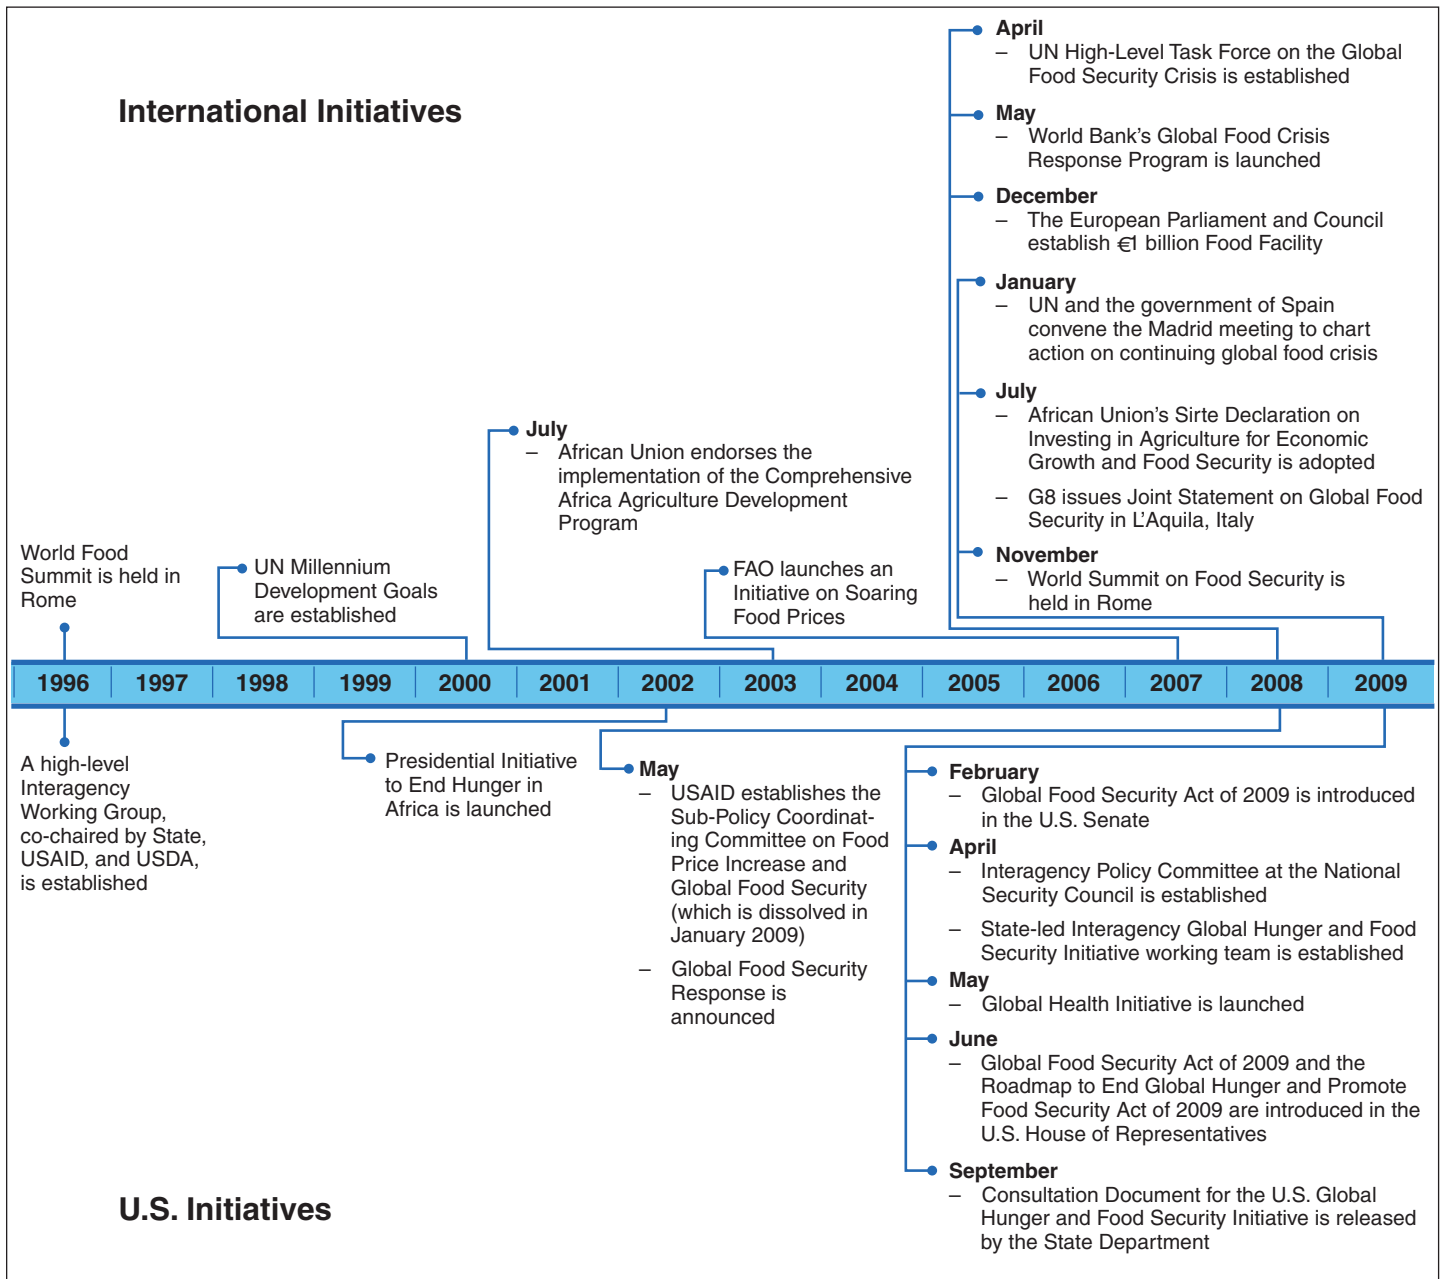 International Initiatives
April
– UN High-Level Task Force on the Global
Food Security Crisis is established
May
– World Bank's Global Food Crisis
Response Program is launched
December
– The European Parliament and Council
establish €1 billion Food Facility
January
– UN and the government of Spain
convene the Madrid meeting to chart
action on continuing global food crisis
July
– African Union's Sirte Declaration on
Investing in Agriculture for Economic
Growth and Food Security is adopted
– G8 issues Joint Statement on Global Food
Security in L'Aquila, Italy
November
– World Summit on Food Security is
held in Rome
July
– African Union endorses the
implementation of the Comprehensive
Africa Agriculture Development
Program
World Food
Summit is held in
Rome
UN Millennium
Development Goals
are established
FAO launches an
Initiative on Soaring
Food Prices
1996 1997 1998 1999 2000 2001 2002 2003 2004 2005 2006 2007 2008 2009
A high-level
Interagency
Working Group,
co-chaired by State,
USAID, and USDA,
is established
Presidential Initiative
to End Hunger in
Africa is launched
May
– USAID establishes the
Sub-Policy Coordinat-
ing Committee on Food
Price Increase and
Global Food Security
(which is dissolved in
January 2009)
– Global Food Security
Response is
announced
February
– Global Food Security Act of 2009 is introduced
in the U.S. Senate
April
– Interagency Policy Committee at the National
Security Council is established
– State-led Interagency Global Hunger and Food
Security Initiative working team is established
May
– Global Health Initiative is launched
June
– Global Food Security Act of 2009 and the
Roadmap to End Global Hunger and Promote
Food Security Act of 2009 are introduced in the
U.S. House of Representatives
September
– Consultation Document for the U.S. Global
Hunger and Food Security Initiative is released
by the State Department
U.S. Initiatives